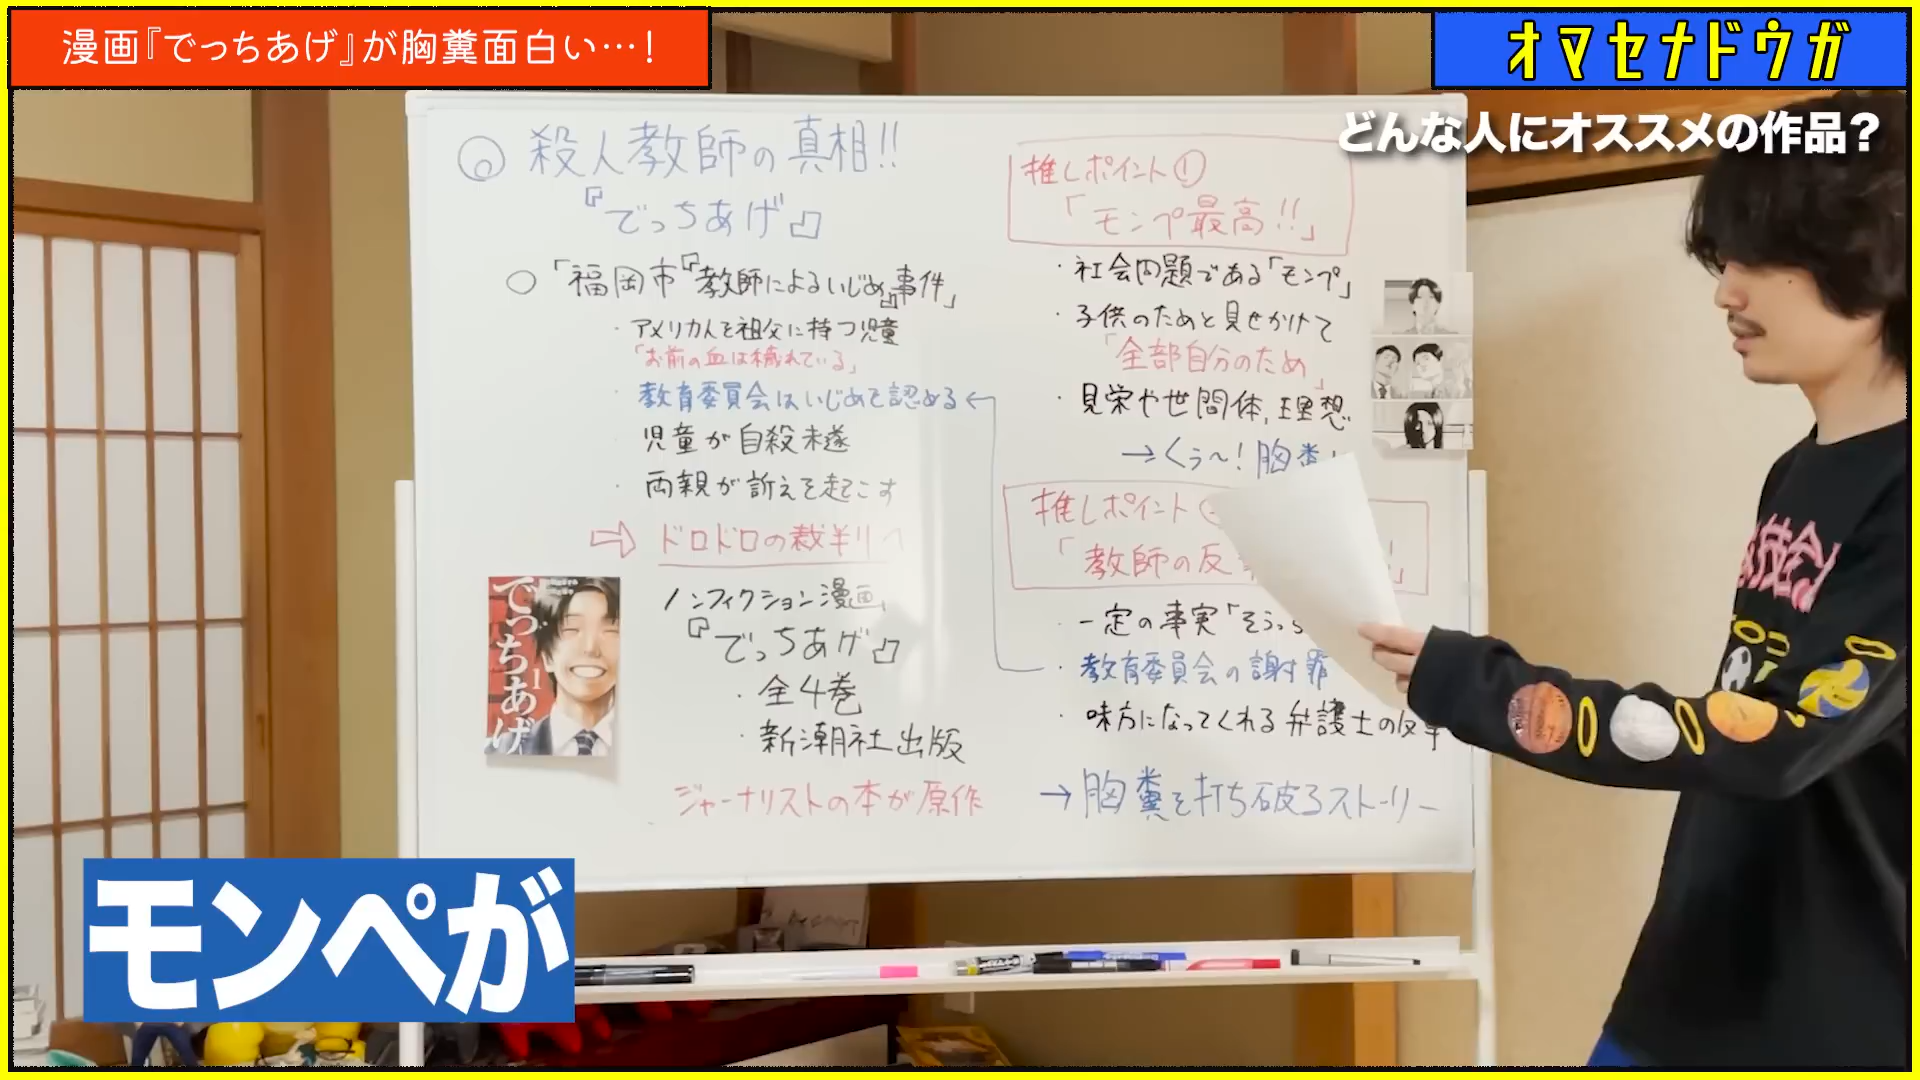 漫画『でっちあげ』が胸糞面白い…!
オマセナドウガ
どんな人にオススメの作品?
殺人教師の真相!!
『でっちあげ』
○「福岡市『教師によるいじめ』事件」
・アメリカ人を祖父に持つ児童
「お前の血は穢れている」
・教育委員会はいじめを認める
・児童が自殺未遂
・両親が訴えを起こす
⇒ドロドロの裁判
でっちあげ
1
ノンフィクション漫画
『でっちあげ』
・全4巻
・新潮社出版
ジャーナリストの本が原作
推しポイント①
「モンペ最高!!」
・社会問題である「モンペ」
・子供のためと見せかけて
「全部自分のため」
・見栄や世間体,理想
→くぅ〜!胸糞
推しポイント
「教師の反
・一定の事実「そうっ
・教育委員会の謝罪
・味方になってくれる弁護士の反
→胸糞を打ち破るストーリー
モンペが